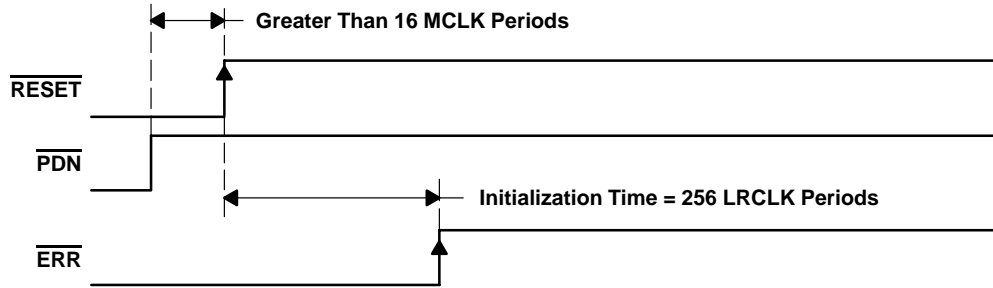 Greater Than 16 MCLK Periods
RESET
PDN
Initialization Time = 256 LRCLK Periods
ERR